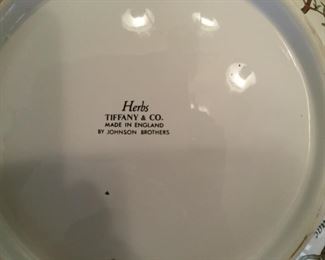 Herbs
TIFFANY & CO.
MADE IN ENGLAND
BY JOHNSON BROTHERS